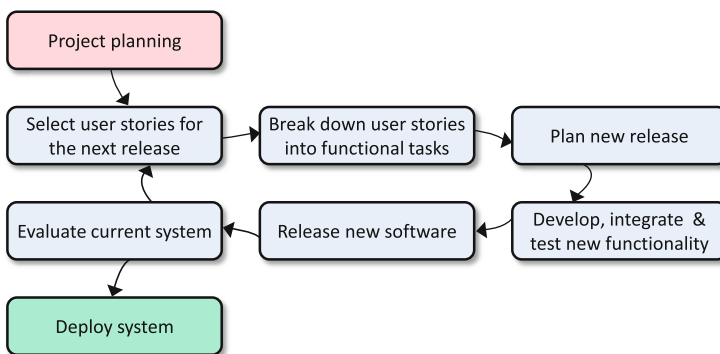 Project planning
Select user stories for
the next release
Break down user stories
into functional tasks
Plan new release
Evaluate current system
Release new software
Develop, integrate &
test new functionality
Deploy system